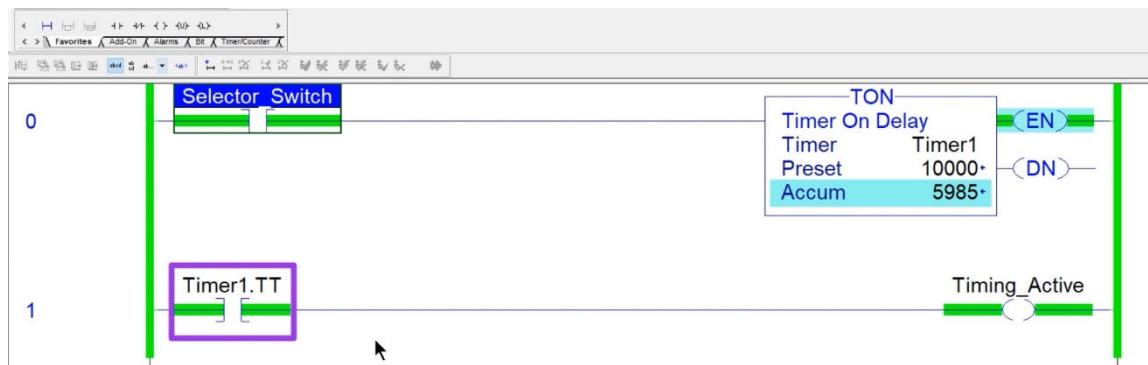 Favorites Add-On Alarms Bit Timer/Counter
Selector_Switch
0
TON
Timer On Delay
Timer Timer1
Preset 10000
Accum 5985
EN
DN
1
Timer1.TT
Timing_Active